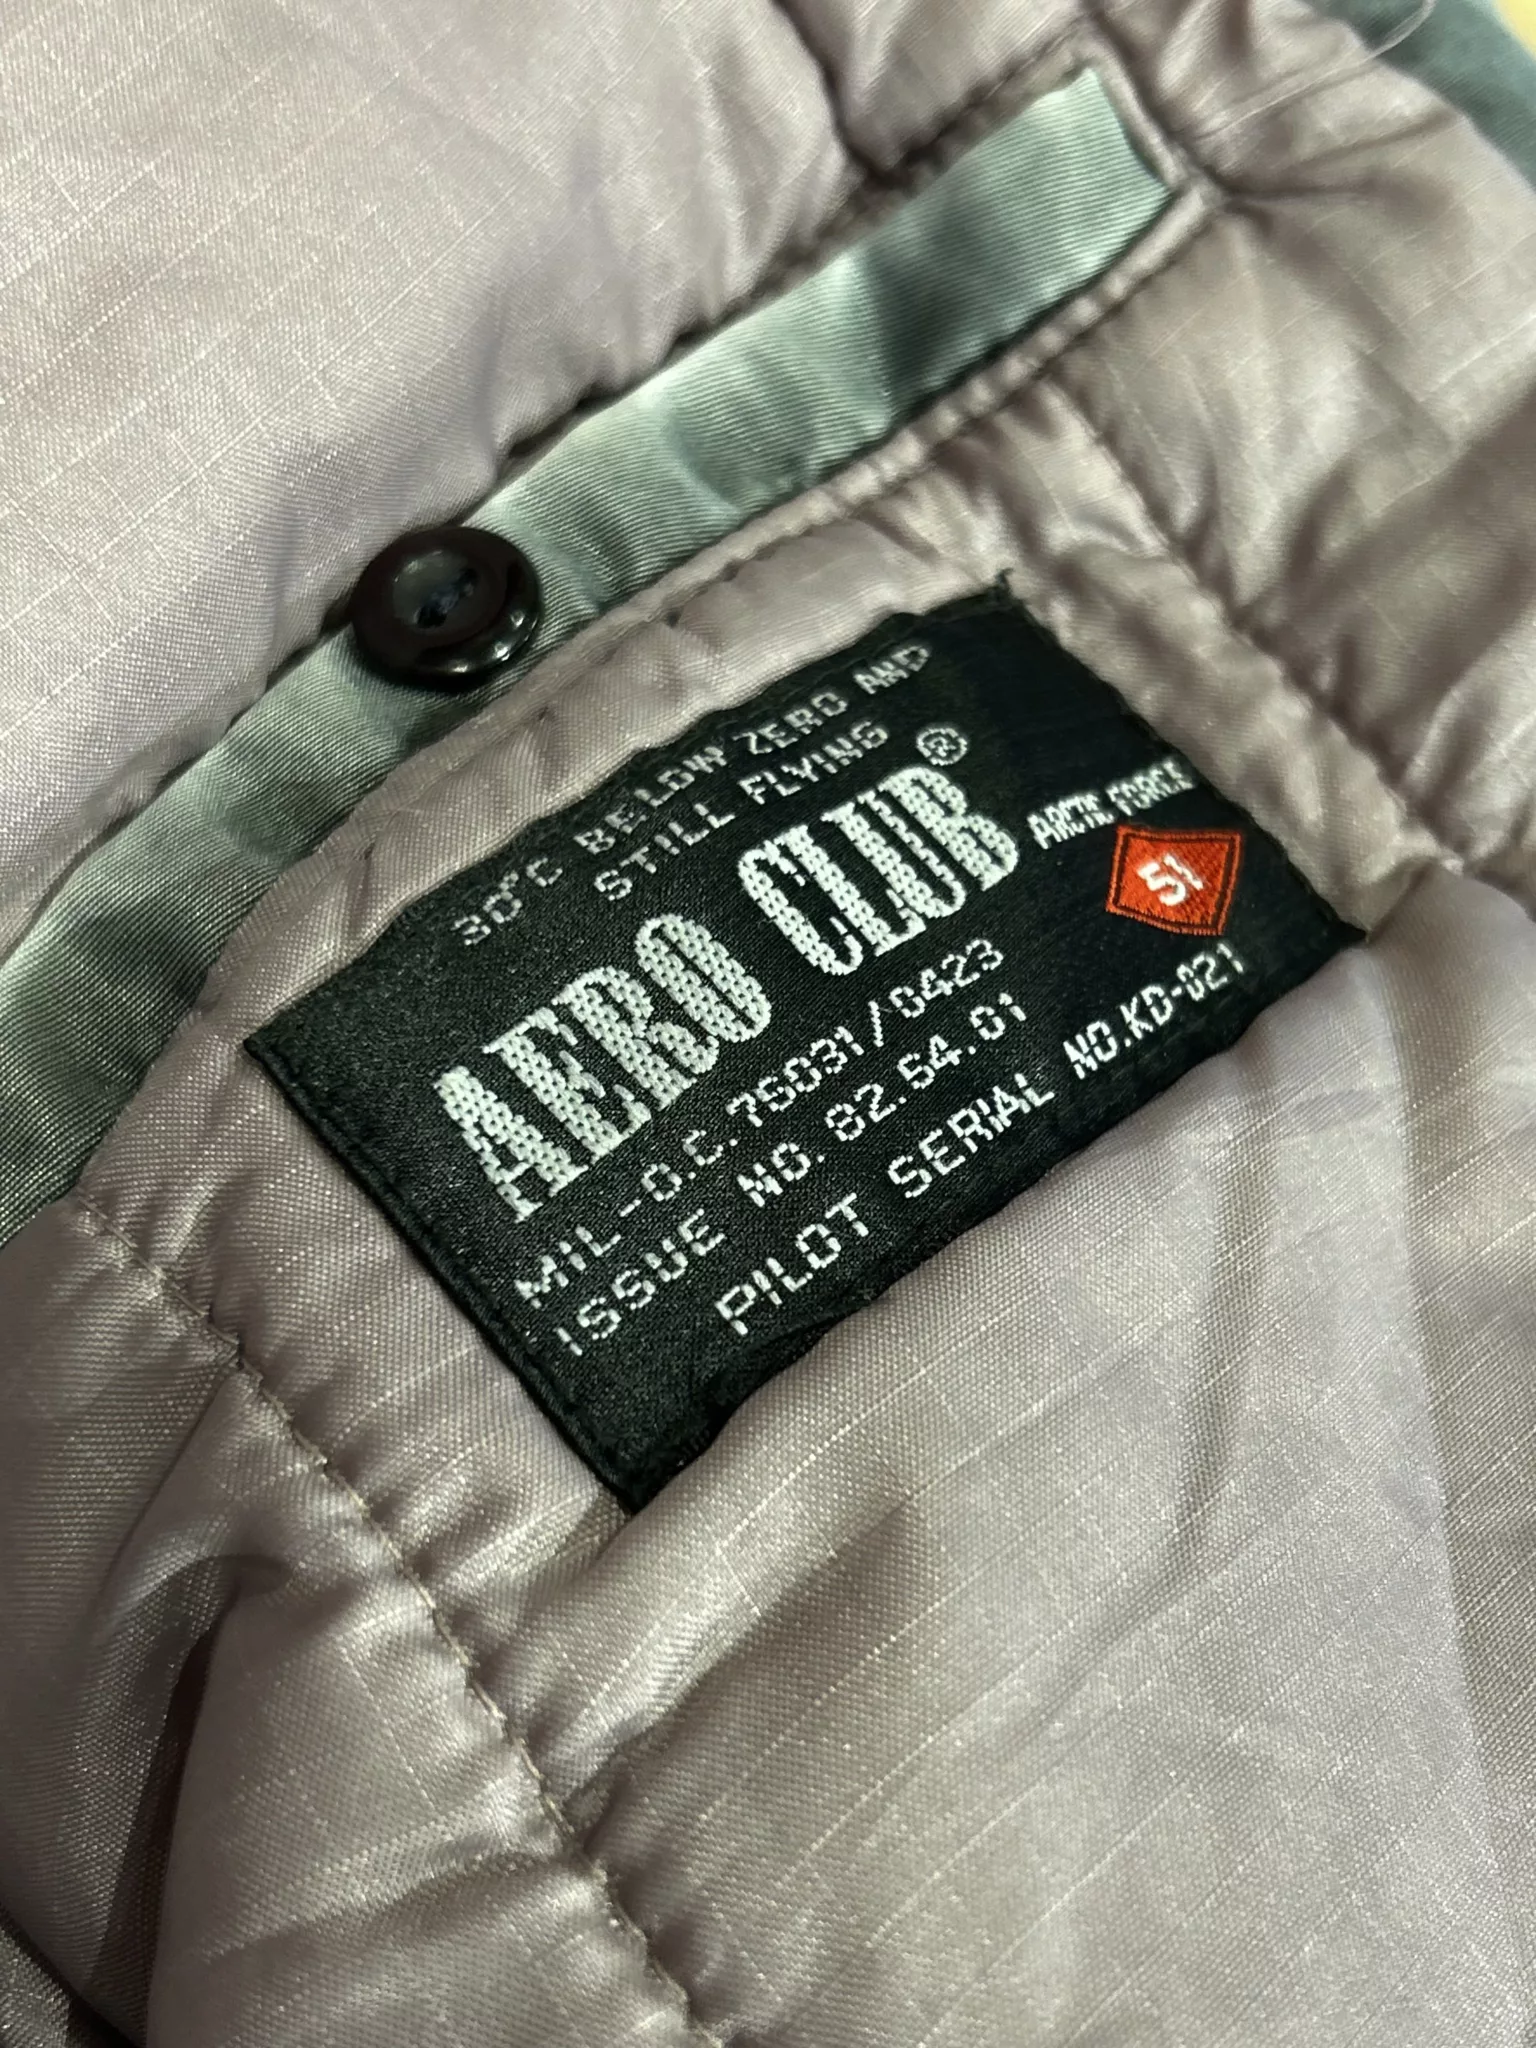 30°C BELOW ZERO AND
STILL FLYING
AERO CLUB®
ARCTIC FORCE
51
MIL-O.C.75031/0423
ISSUE NO. 82.54.01
PILOT SERIAL NO.KD-021